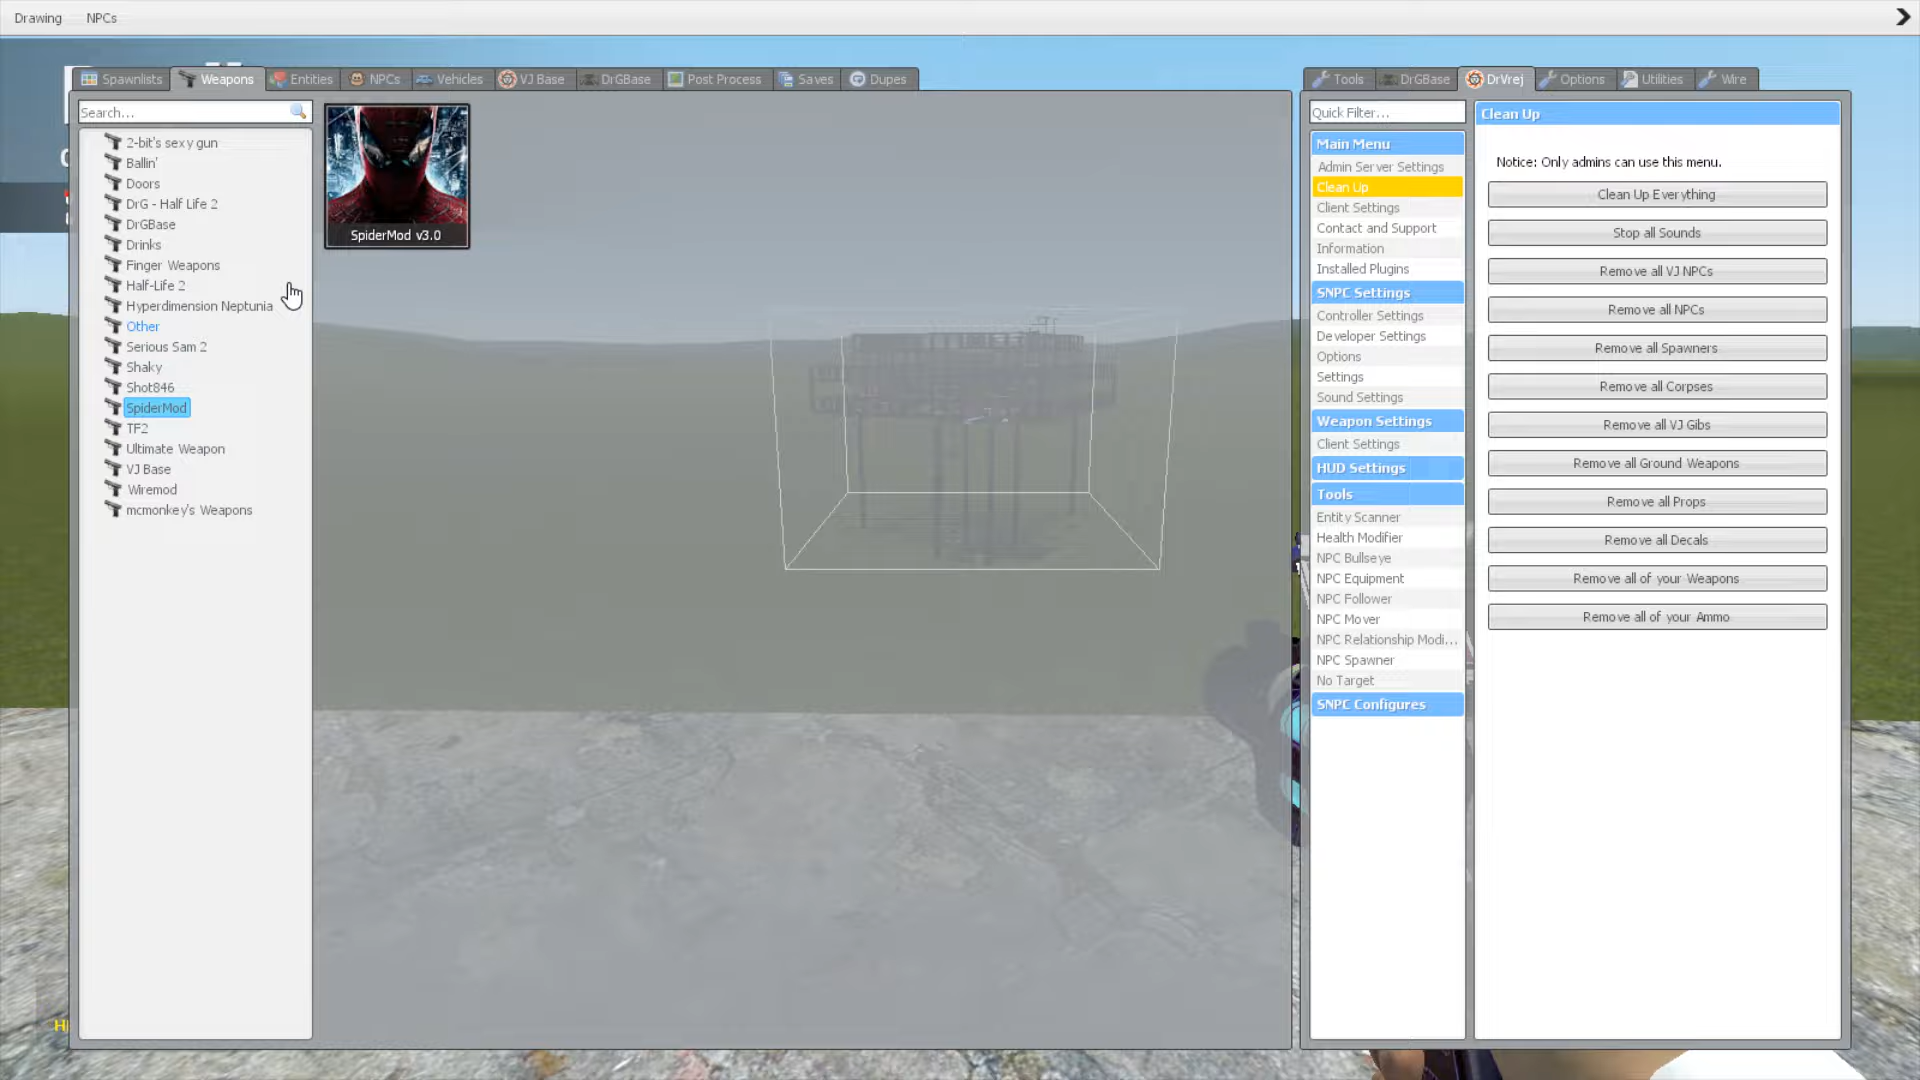 Drawing NPCs
Spawnlists Weapons Entities NPCs Vehicles VJ Base DrGBase Post Process Saves Dupes
Search...
2-bit's sexy gun
Ballin'
Doors
DrG - Half Life 2
DrGBase
Drinks
Finger Weapons
Half-Life 2
Hyperdimension Neptunia
Other
Serious Sam 2
Shaky
Shot846
SpiderMod
TF2
Ultimate Weapon
VJ Base
Wiremod
mcmonkey's Weapons
SpiderMod v3.0
Tools DrGBase DrVrej Options Utilities Wire
Quick Filter...
Main Menu
Admin Server Settings
Clean Up
Client Settings
Contact and Support
Information
Installed Plugins
SNPC Settings
Controller Settings
Developer Settings
Options
Settings
Sound Settings
Weapon Settings
Client Settings
HUD Settings
Tools
Entity Scanner
Health Modifier
NPC Bullseye
NPC Equipment
NPC Follower
NPC Mover
NPC Relationship Modi...
NPC Spawner
No Target
SNPC Configures
Clean Up
Notice: Only admins can use this menu.
Clean Up Everything
Stop all Sounds
Remove all VJ NPCs
Remove all NPCs
Remove all Spawners
Remove all Corpses
Remove all VJ Gibs
Remove all Ground Weapons
Remove all Props
Remove all Decals
Remove all of your Weapons
Remove all of your Ammo